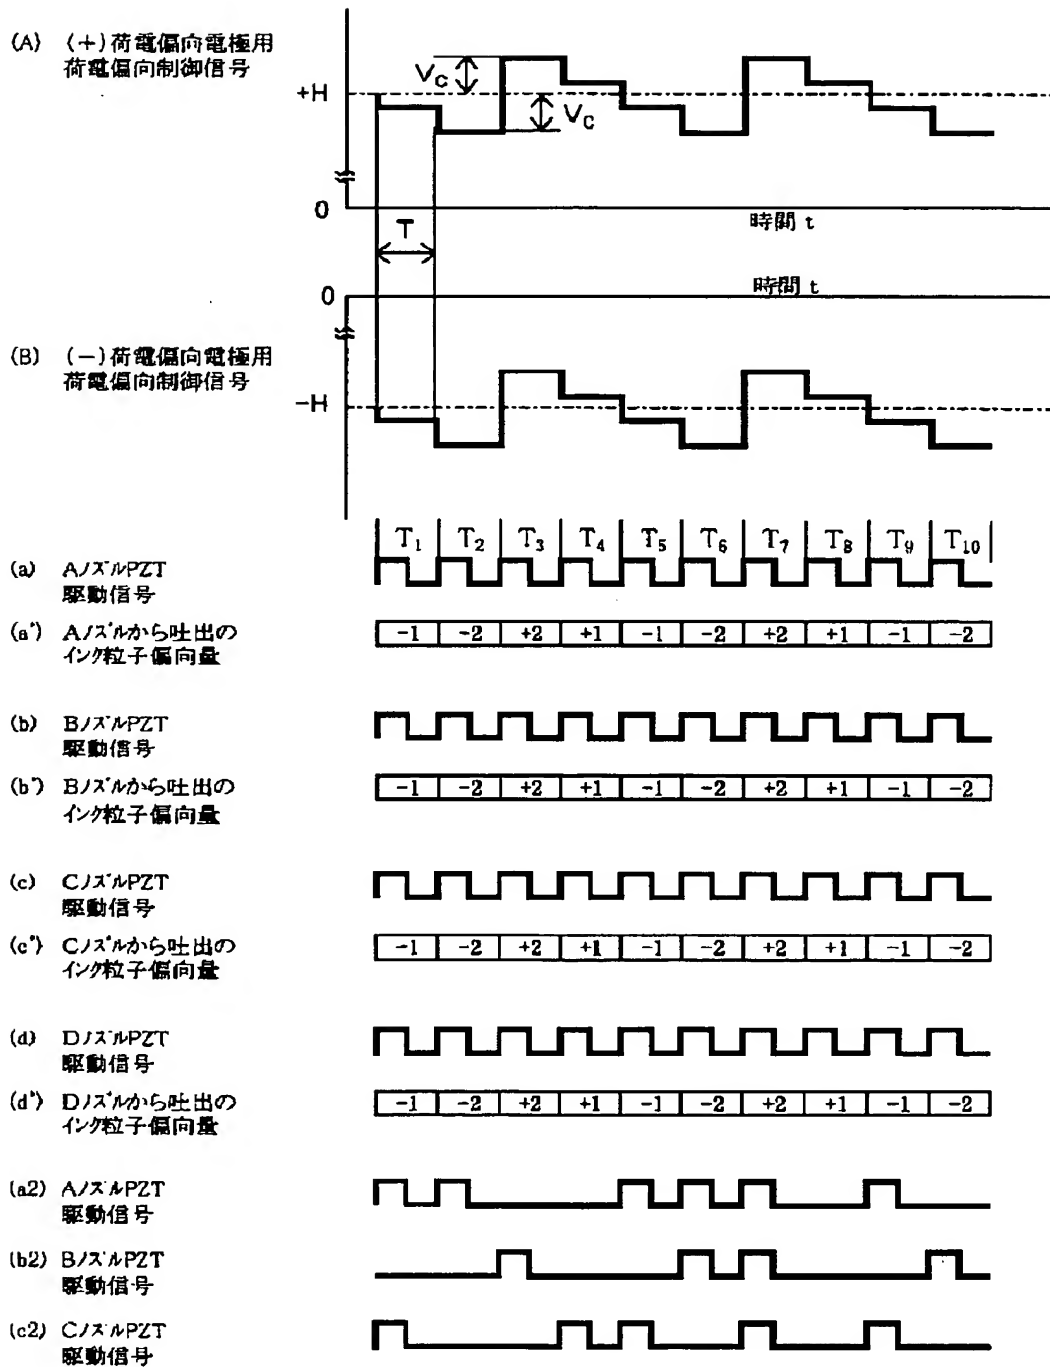 (A) (+)荷電偏向電極用
荷電偏向制御信号
V_C
+H
V_C
0
時間 t
T
0
時間 t
(B) (-)荷電偏向電極用
荷電偏向制御信号
-H
T₁ T₂ T₃ T₄ T₅ T₆ T₇ T₈ T₉ T₁₀
(a) AノズルPZT
駆動信号
(a') Aノズルから吐出の
インク粒子偏向量
-1 -2 +2 +1 -1 -2 +2 +1 -1 -2
(b) BノズルPZT
駆動信号
(b') Bノズルから吐出の
インク粒子偏向量
-1 -2 +2 +1 -1 -2 +2 +1 -1 -2
(c) CノズルPZT
駆動信号
(c') Cノズルから吐出の
インク粒子偏向量
-1 -2 +2 +1 -1 -2 +2 +1 -1 -2
(d) DノズルPZT
駆動信号
(d') Dノズルから吐出の
インク粒子偏向量
-1 -2 +2 +1 -1 -2 +2 +1 -1 -2
(a2) AノズルPZT
駆動信号
(b2) BノズルPZT
駆動信号
(c2) CノズルPZT
駆動信号